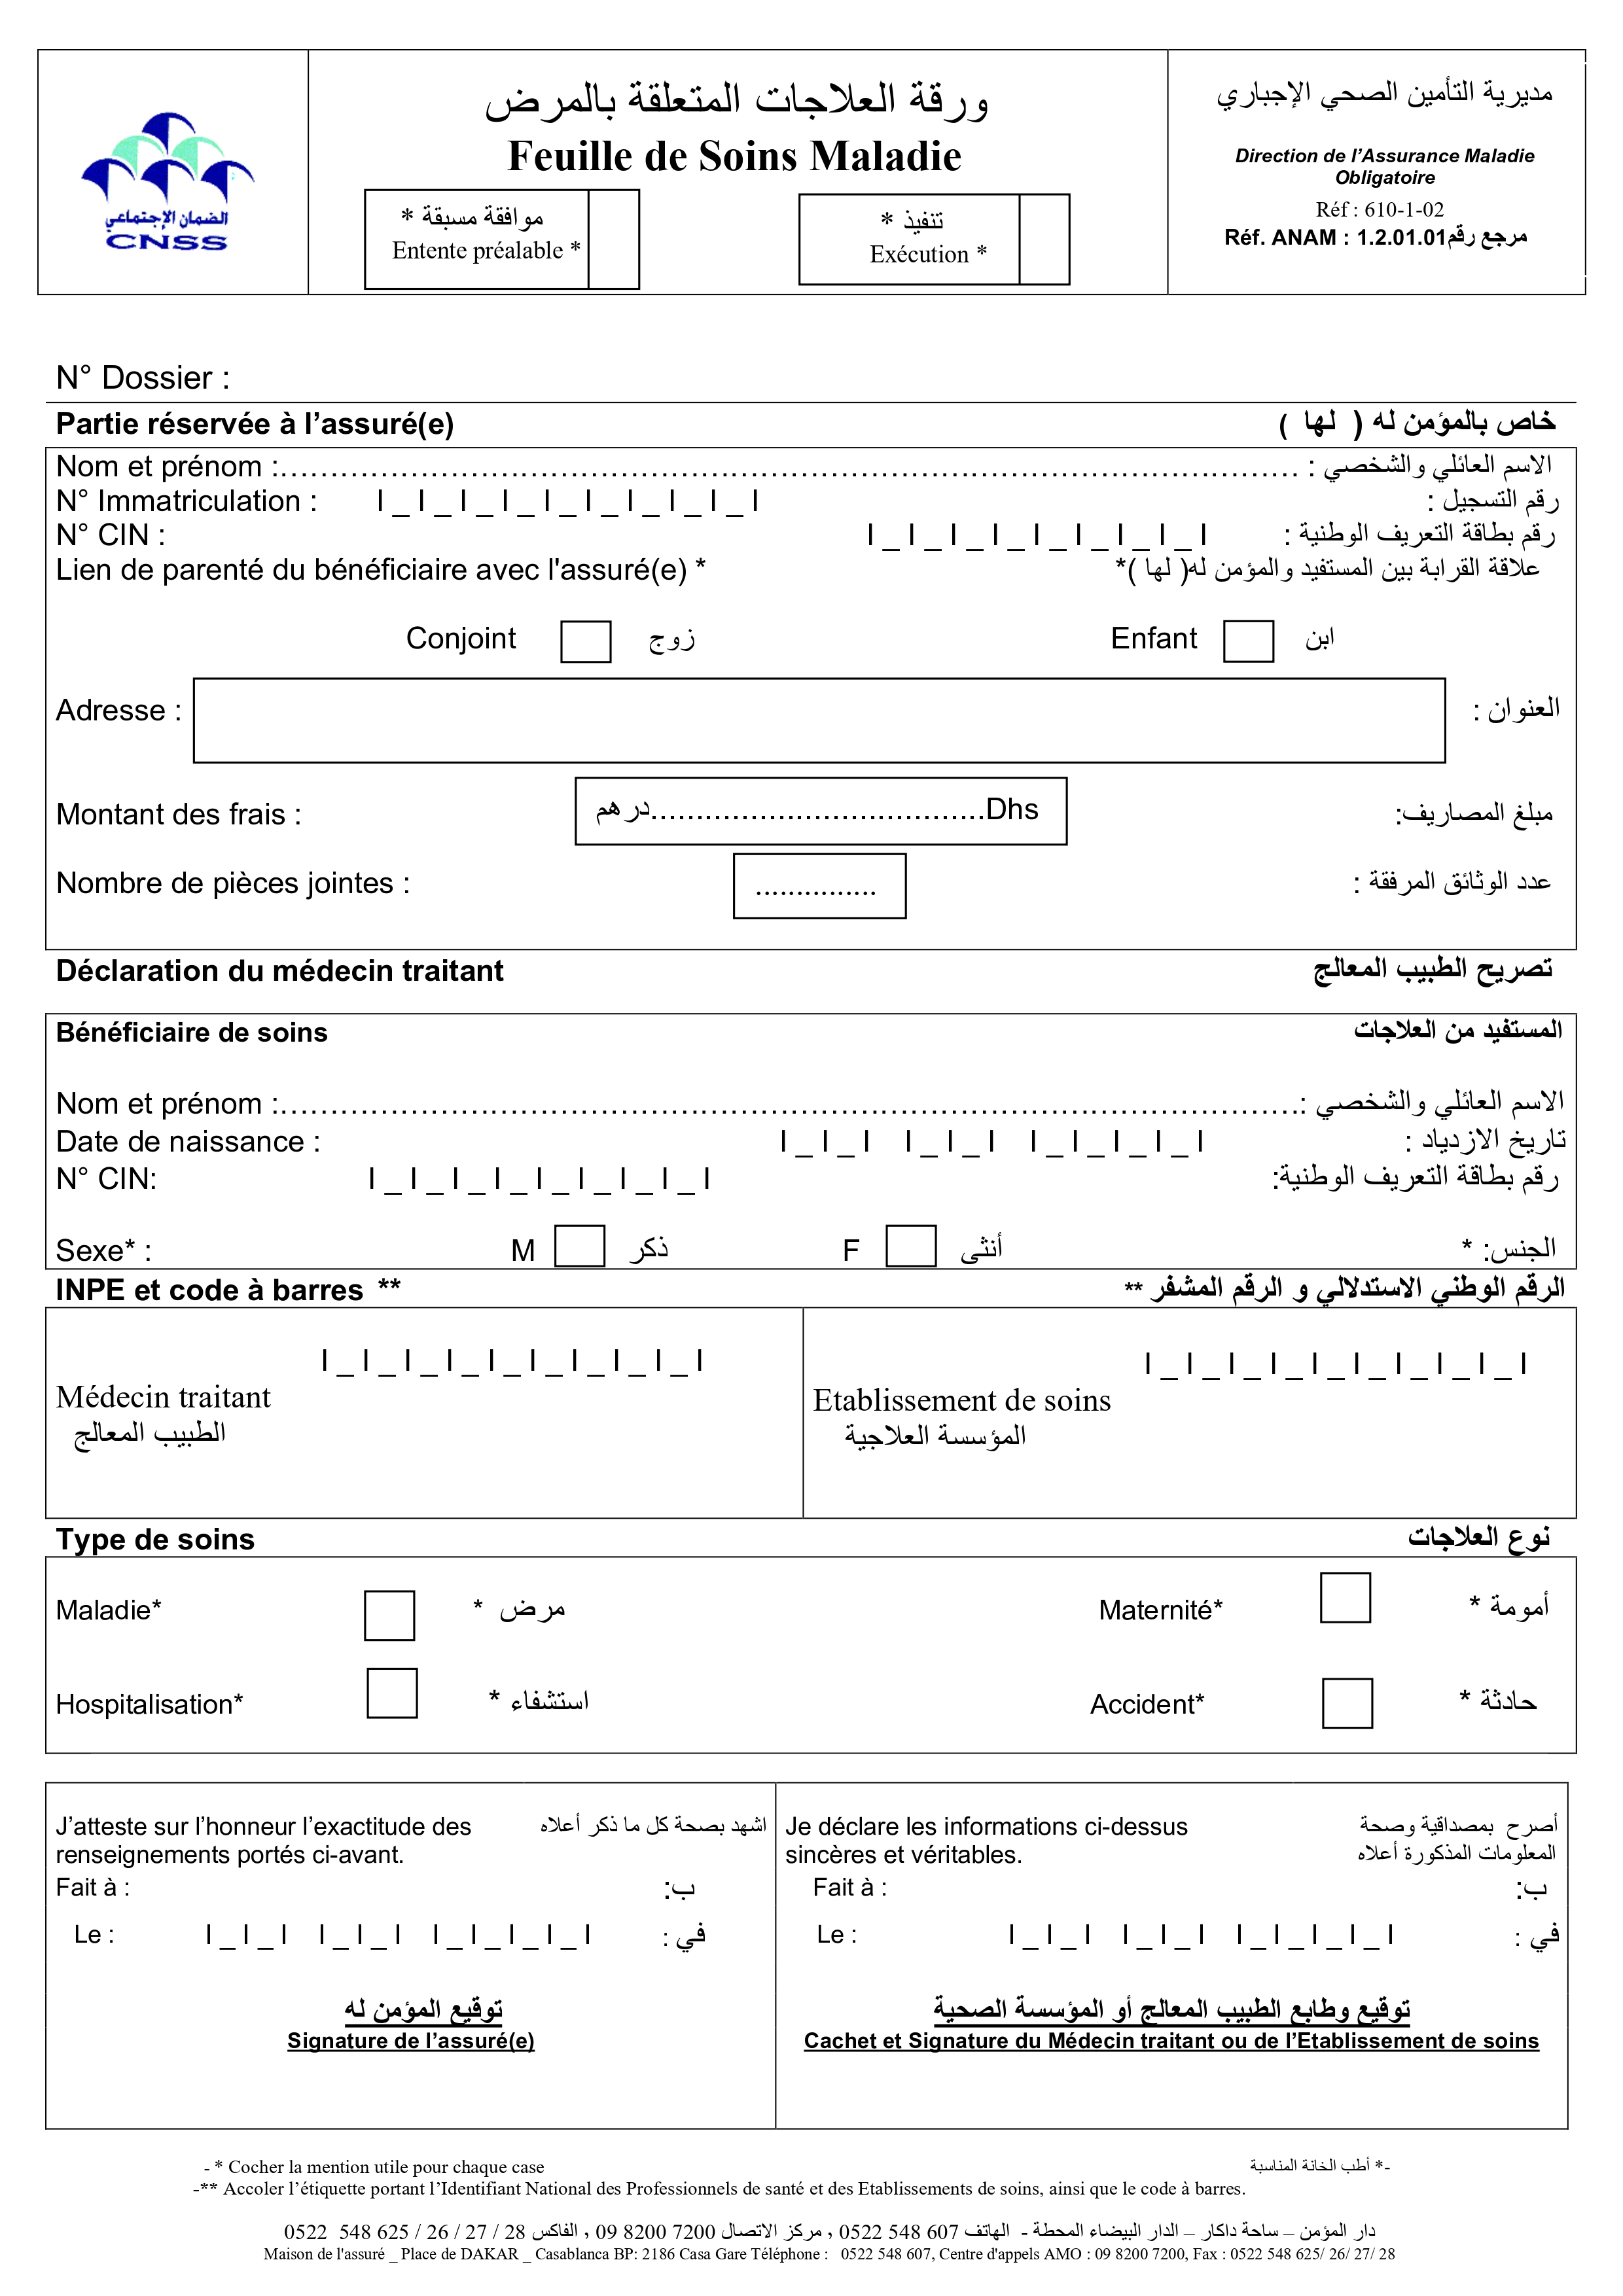 الضمان الإجتماعي
CNSS
ورقة العلاجات المتعلقة بالمرض
Feuille de Soins Maladie
موافقة مسبقة *
Entente préalable *
تنفيذ *
Exécution *
مديرية التأمين الصحي الإجباري
Direction de l’Assurance Maladie
Obligatoire
Réf : 610-1-02
Réf. ANAM : 1.2.01.01مرجع رقم
N° Dossier :
Partie réservée à l’assuré(e) خاص بالمؤمن له ( لها )
Nom et prénom :…………………………………………………………………………………… الاسم العائلي والشخصي :
N° Immatriculation : I _ I _ I _ I _ I _ I _ I _ I _ I _ I رقم التسجيل :
N° CIN : I _ I _ I _ I _ I _ I _ I _ I _ I رقم بطاقة التعريف الوطنية :
Lien de parenté du bénéficiaire avec l'assuré(e) * علاقة القرابة بين المستفيد والمؤمن له( لها )*
Conjoint زوج Enfant ابن
Adresse : العنوان :
Montant des frais : درهم.....................................Dhs مبلغ المصاريف:
Nombre de pièces jointes : ............... عدد الوثائق المرفقة :
Déclaration du médecin traitant تصريح الطبيب المعالج
Bénéficiaire de soins المستفيد من العلاجات
Nom et prénom :…………………………………………………………………………………… الاسم العائلي والشخصي :
Date de naissance : I _ I _ I I _ I _ I I _ I _ I _ I _ I تاريخ الازدياد :
N° CIN: I _ I _ I _ I _ I _ I _ I _ I _ I رقم بطاقة التعريف الوطنية:
Sexe* : M ذكر F أنثى الجنس: *
INPE et code à barres ** الرقم الوطني الاستدلالي و الرقم المشفر **
I _ I _ I _ I _ I _ I _ I _ I _ I _ I
Médecin traitant
الطبيب المعالج
I _ I _ I _ I _ I _ I _ I _ I _ I _ I
Etablissement de soins
المؤسسة العلاجية
Type de soins نوع العلاجات
Maladie* مرض * Maternité* أمومة *
Hospitalisation* استشفاء * Accident* حادثة *
J’atteste sur l’honneur l’exactitude des اشهد بصحة كل ما ذكر أعلاه
renseignements portés ci-avant.
Fait à : ب:
Le : I _ I _ I I _ I _ I I _ I _ I _ I _ I في :
توقيع المؤمن له
Signature de l’assuré(e)
Je déclare les informations ci-dessus أصرح بمصداقية وصحة
sincères et véritables. المعلومات المذكورة أعلاه
Fait à : ب:
Le : I _ I _ I I _ I _ I I _ I _ I _ I _ I في :
توقيع وطابع الطبيب المعالج أو المؤسسة الصحية
Cachet et Signature du Médecin traitant ou de l’Etablissement de soins
- * Cocher la mention utile pour chaque case -* أطب الخانة المناسبة
-** Accoler l’étiquette portant l’Identifiant National des Professionnels de santé et des Etablissements de soins, ainsi que le code à barres.
دار المؤمن – ساحة داكار – الدار البيضاء المحطة - الهاتف 0522 548 607 , مركز الاتصال 09 8200 7200 , الفاكس 0522 548 625 / 26 / 27 / 28
Maison de l'assuré _ Place de DAKAR _ Casablanca BP: 2186 Casa Gare Téléphone : 0522 548 607, Centre d'appels AMO : 09 8200 7200, Fax : 0522 548 625/ 26/ 27/ 28